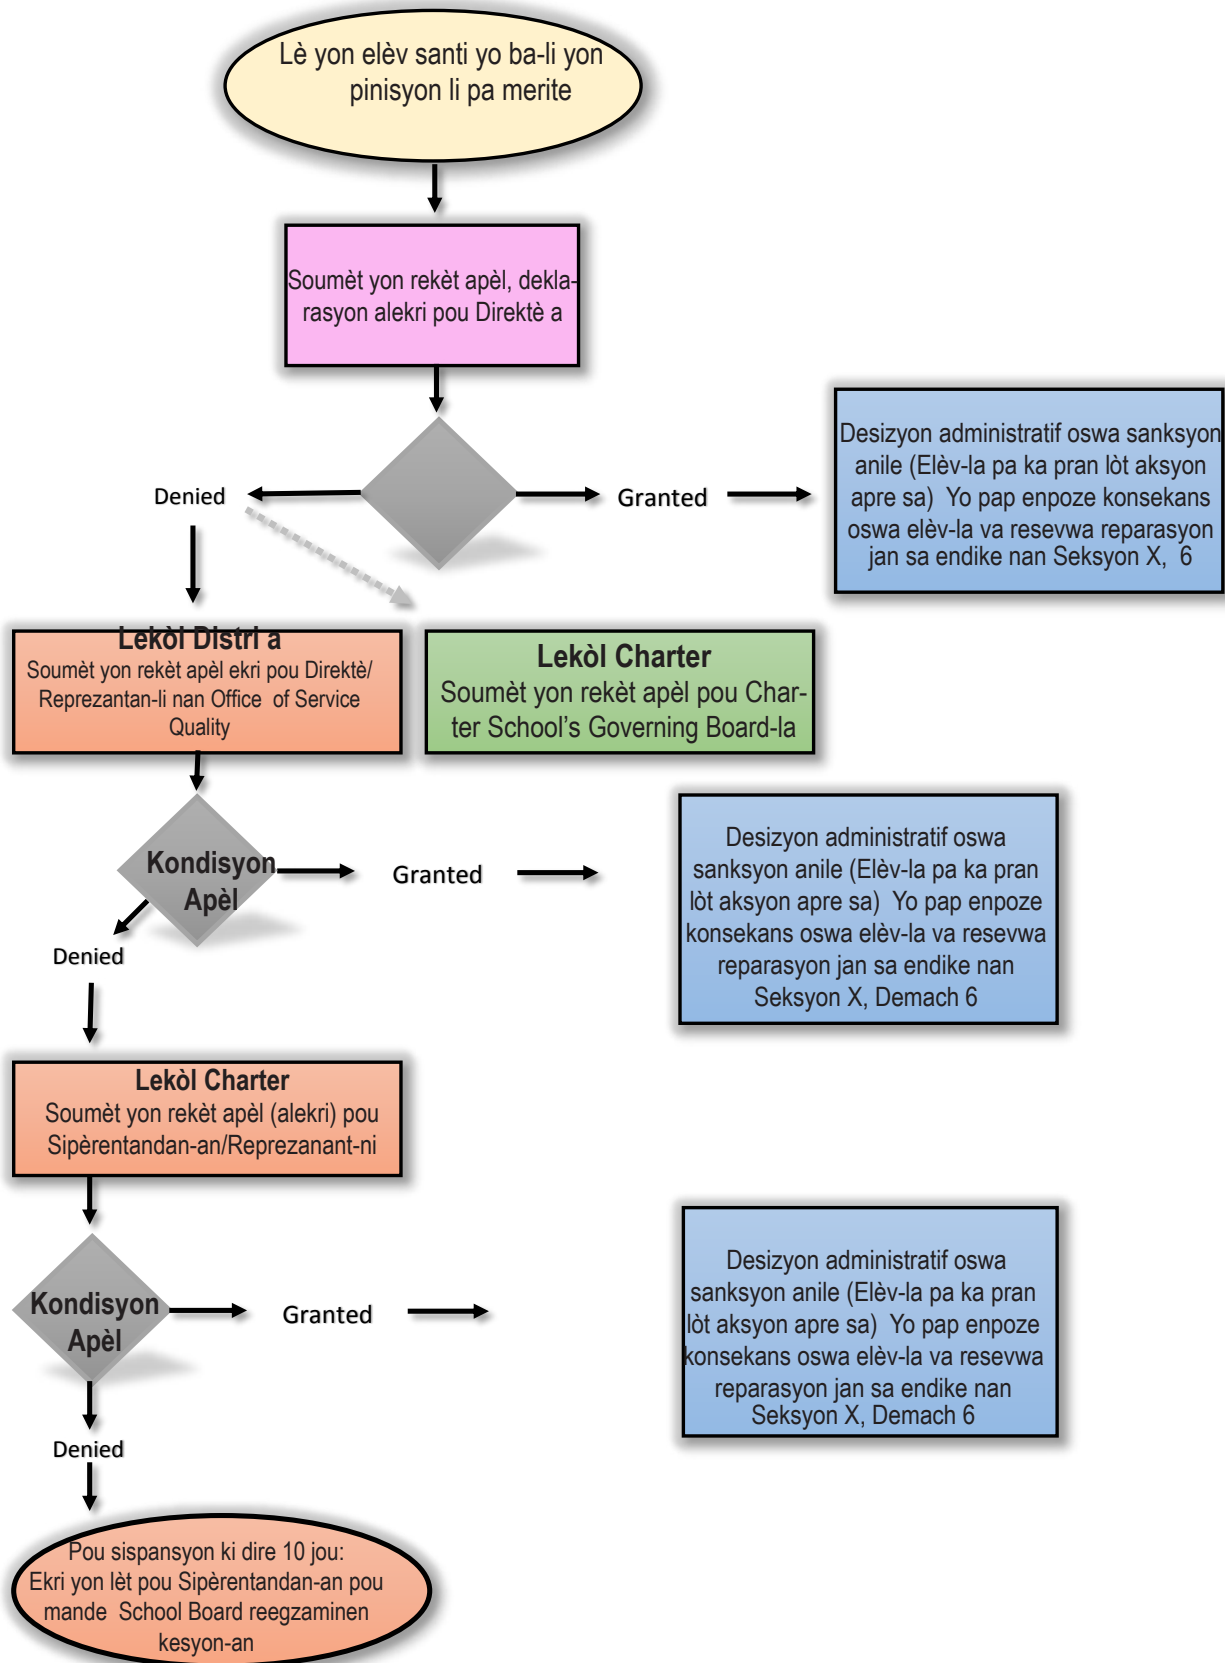 Lè yon elèv santi yo ba-li yon
pinisyon li pa merite
Soumèt yon rekèt apèl, dekla-
rasyon alekri pou Direktè a
Denied
Granted
Desizyon administratif oswa sanksyon
anile (Elèv-la pa ka pran lòt aksyon
apre sa) Yo pap enpoze konsekans
oswa elèv-la va resevwa reparasyon
jan sa endike nan Seksyon X, 6
Lekòl Distri a
Soumèt yon rekèt apèl ekri pou Direktè/
Reprezantan-li nan Office of Service
Quality
Lekòl Charter
Soumèt yon rekèt apèl pou Char-
ter School's Governing Board-la
Kondisyon
Apèl
Granted
Desizyon administratif oswa
sanksyon anile (Elèv-la pa ka pran
lòt aksyon apre sa) Yo pap enpoze
konsekans oswa elèv-la va resevwa
reparasyon jan sa endike nan
Seksyon X, Demach 6
Denied
Lekòl Charter
Soumèt yon rekèt apèl (alekri) pou
Sipèrentandan-an/Reprezanant-ni
Kondisyon
Apèl
Granted
Desizyon administratif oswa
sanksyon anile (Elèv-la pa ka pran
lòt aksyon apre sa) Yo pap enpoze
konsekans oswa elèv-la va resevwa
reparasyon jan sa endike nan
Seksyon X, Demach 6
Denied
Pou sispansyon ki dire 10 jou:
Ekri yon lèt pou Sipèrentandan-an pou
mande School Board reegzaminen
kesyon-an